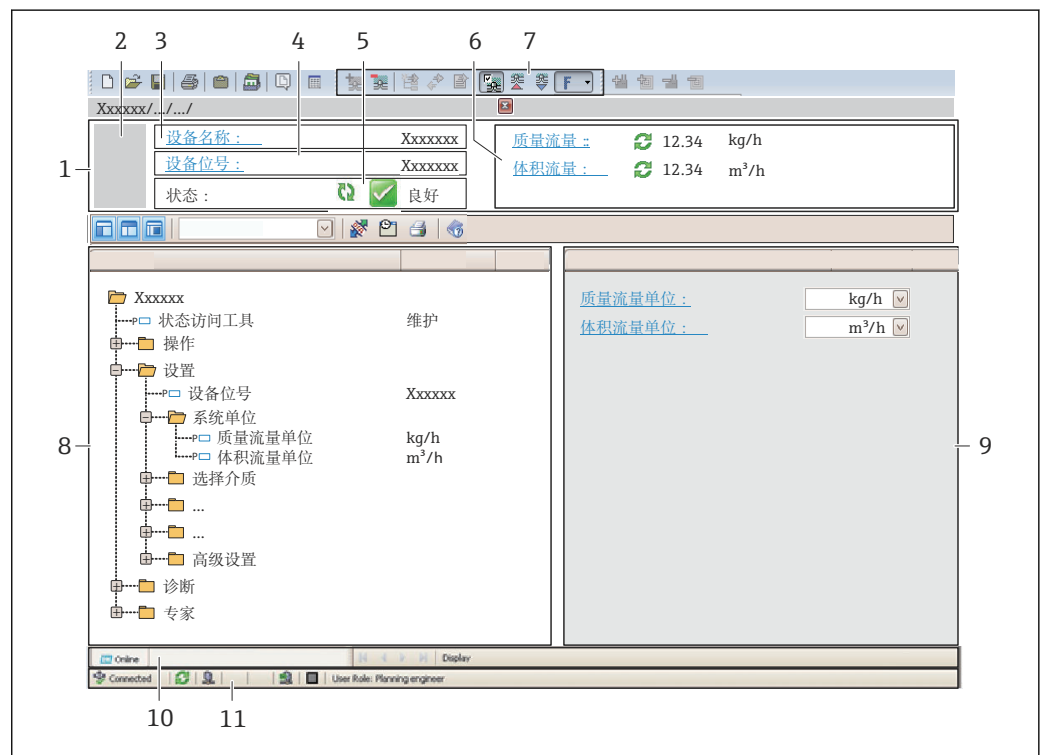 2 3 4 5 6 7
F
Xxxxxx/.../.../
1
设备名称： Xxxxxxx
设备位号： Xxxxxxx
状态： 良好
质量流量：: 12.34 kg/h
体积流量： 12.34 m³/h
Xxxxxx
P 状态访问工具 维护
操作
设置
P 设备位号 Xxxxxx
系统单位
P 质量流量单位 kg/h
P 体积流量单位 m³/h
选择介质
...
...
高级设置
诊断
专家
8
质量流量单位： kg/h
体积流量单位： m³/h
9
Online Display
Connected User Role: Planning engineer
10 11